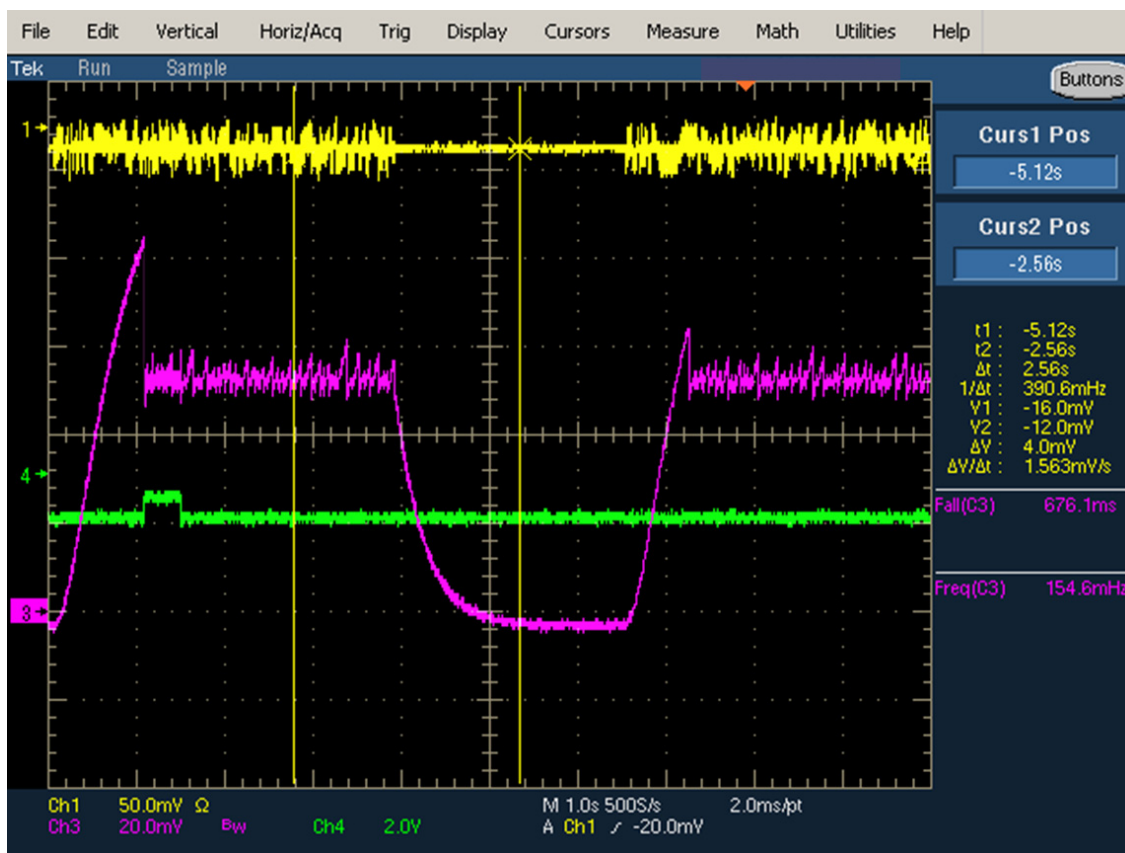 File Edit Vertical Horiz/Acq Trig Display Cursors Measure Math Utilities Help
Tek Run Sample
Buttons
Curs1 Pos
-5.12s
Curs2 Pos
-2.56s
t1 : -5.12s
t2 : -2.56s
Δt : 2.56s
1/Δt : 390.6mHz
V1 : -16.0mV
V2 : -12.0mV
ΔV : 4.0mV
ΔV/Δt : 1.563mV/s
Fall(C3) 676.1ms
Freq(C3) 154.6mHz
1
4
3
Ch1 50.0mV Ω M 1.0s 500S/s 2.0ms/pt
Ch3 20.0mV BW Ch4 2.0V A Ch1 -20.0mV